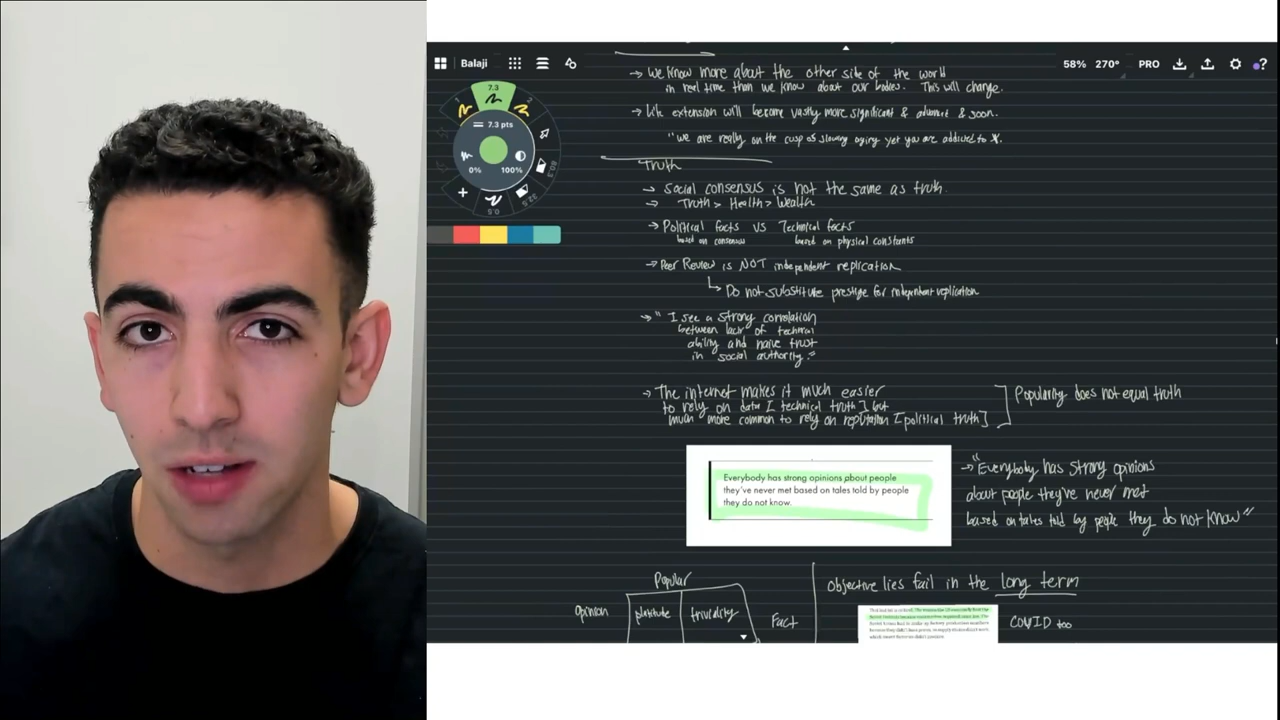 Balaji
58% 270° PRO
7.3
7.3 pts
0% 100%
→ We know more about the other side of the world
in real time than we know about our bodies. This will change.
→ Life extension will become vastly more significant & advanced & soon.
"We are really on the cusp of slowing aging yet you are addicted to X.
Truth
→ Social consensus is not the same as truth.
→ Truth > Health > Wealth
→ Political facts vs Technical facts
based on consensus based on physical constants
→ Peer Review is NOT independent replication
Do not substitute prestige for independent replication
→ "I see a strong correlation
between lack of technical
ability and naive trust
in social authority"
→ The internet makes it much easier
to rely on data [technical truth] but
much more common to rely on reputation [political truth]
Popularity does not equal truth
Everybody has strong opinions about people
they've never met based on tales told by people
they do not know.
→ "Everybody has strong opinions
about people they've never met
based on tales told by people they do not know"
Popular
Opinion platitude triviality Fact
Objective lies fail in the long term
COVID too